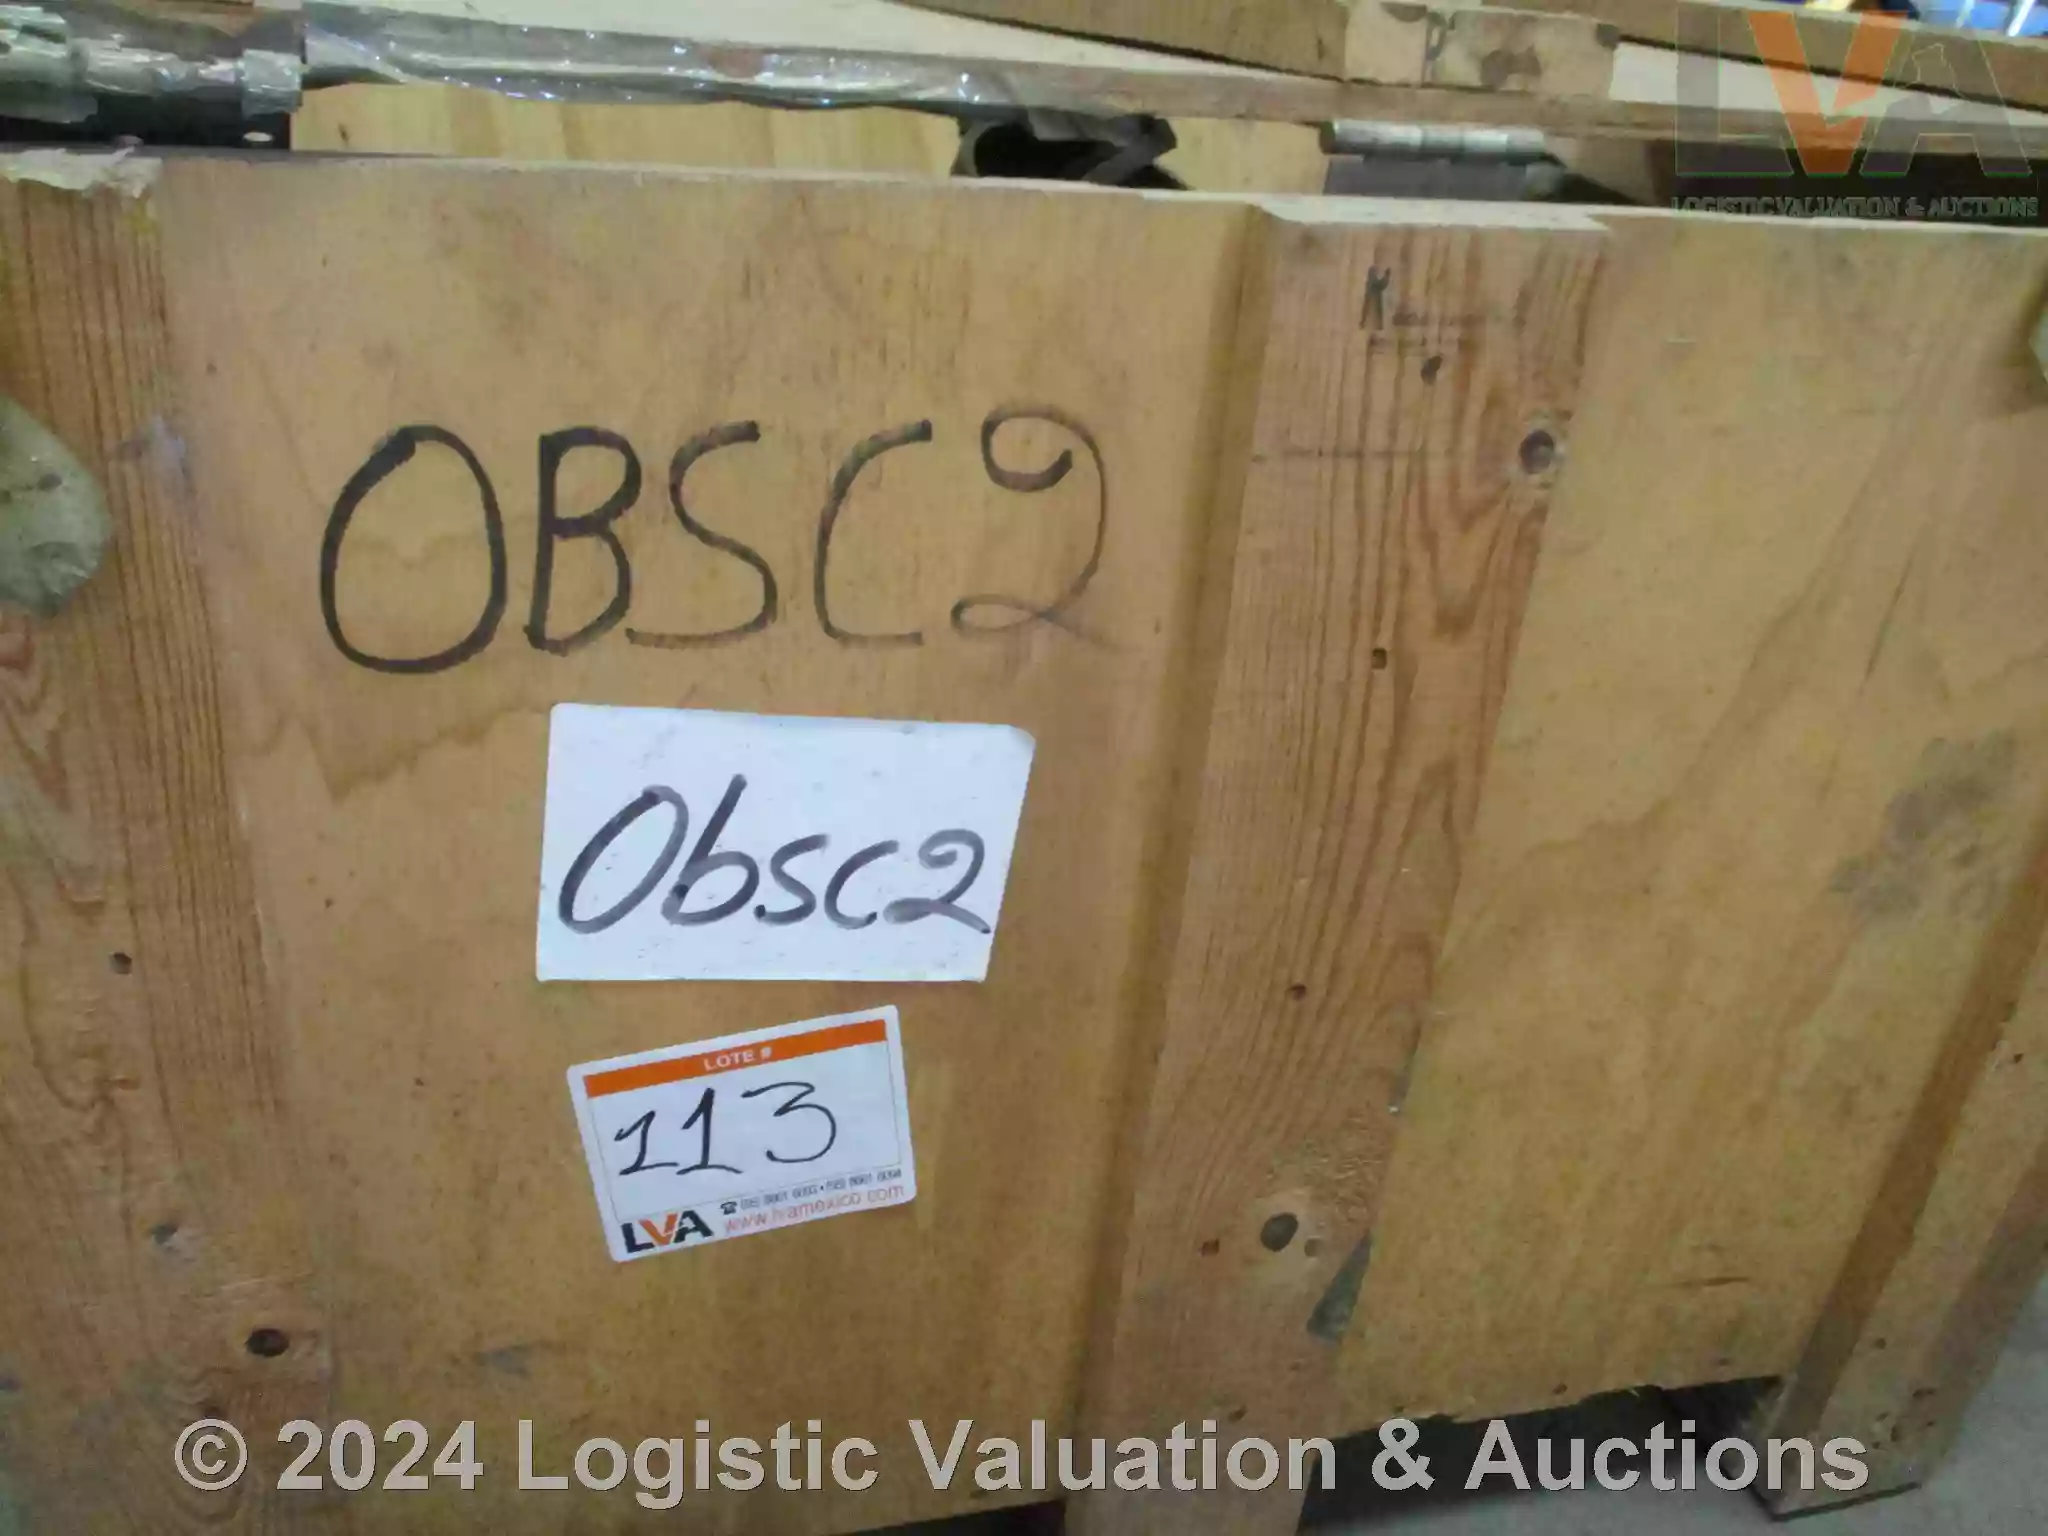 LVA
LOGISTIC VALUATION & AUCTIONS
OBSC2
Obsc2
LOTE #
113
LVA
www.lvamexico.com
© 2024 Logistic Valuation & Auctions